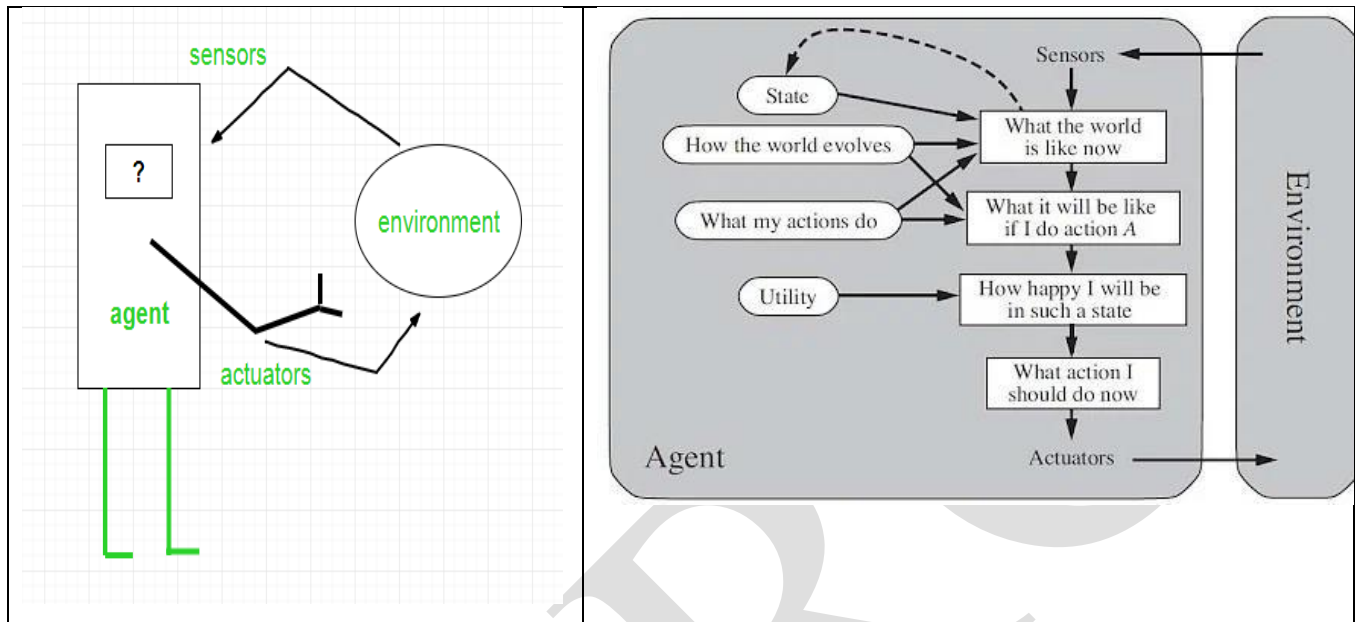 sensors
?
environment
agent
actuators
Sensors
State
What the world
is like now
How the world evolves
What it will be like
if I do action A
What my actions do
Utility
How happy I will be
in such a state
What action I
should do now
Agent
Actuators
Environment